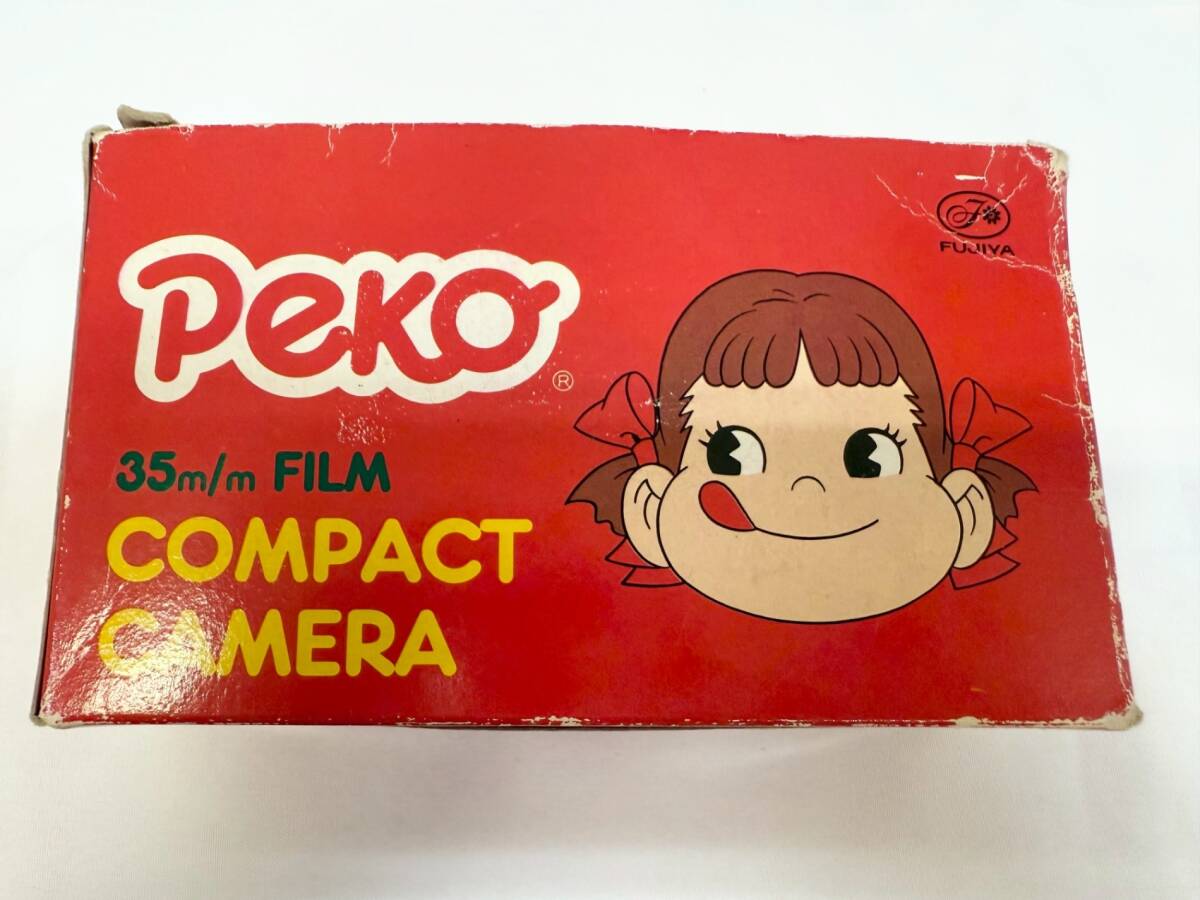 Peko®
35m/m FILM
COMPACT
CAMERA
F
FUJIYA